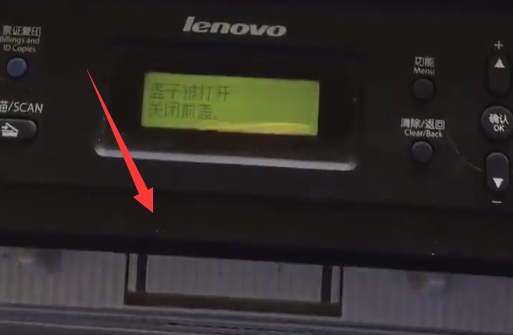 lenovo
票证复印
Billings and
ID Copies
描/SCAN
盖子被打开
关闭前盖。
功能
Menu
清除/返回
Clear/Back
+
确认
OK
−